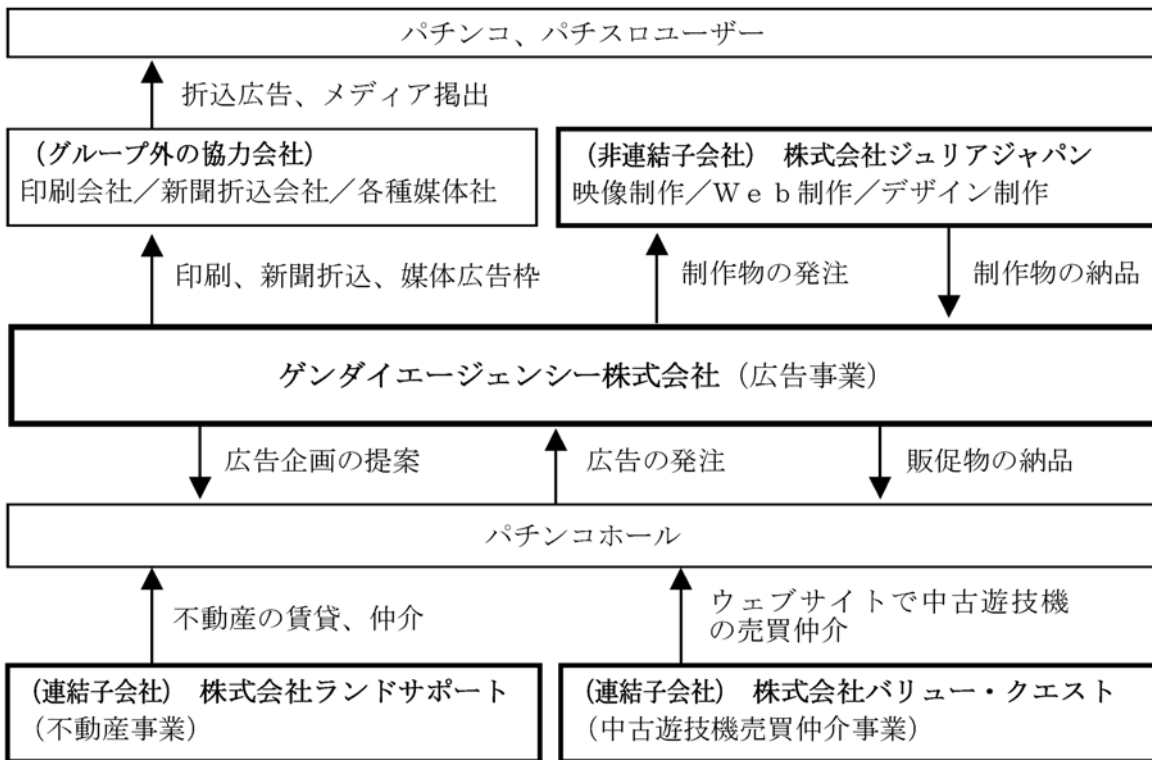 パチンコ、パチスロユーザー
折込広告、メディア掲出
（グループ外の協力会社）
印刷会社／新聞折込会社／各種媒体社
（非連結子会社）　株式会社ジュリアジャパン
映像制作／Ｗｅｂ制作／デザイン制作
印刷、新聞折込、媒体広告枠
制作物の発注
制作物の納品
ゲンダイエージェンシー株式会社（広告事業）
広告企画の提案
広告の発注
販促物の納品
パチンコホール
不動産の賃貸、仲介
ウェブサイトで中古遊技機
の売買仲介
（連結子会社）　株式会社ランドサポート
（不動産事業）
（連結子会社）　株式会社バリュー・クエスト
（中古遊技機売買仲介事業）